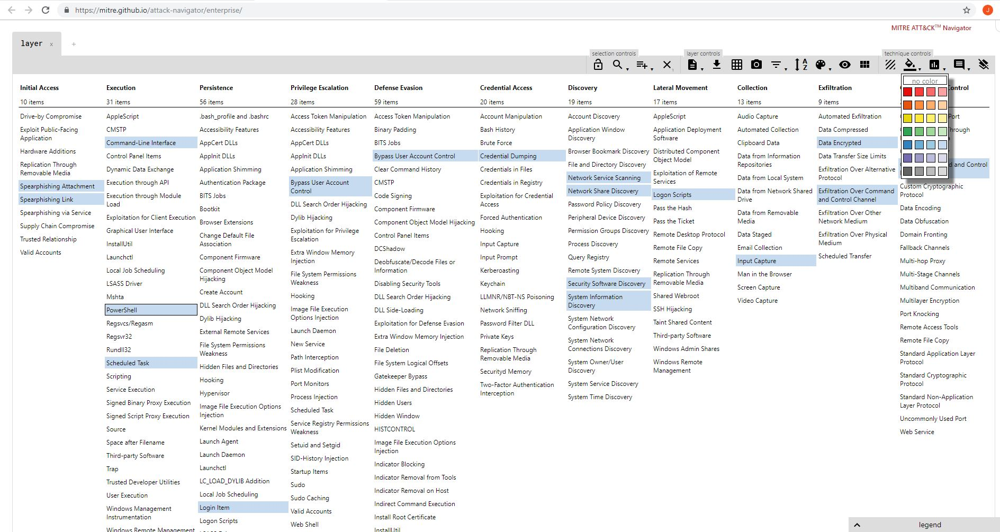 https://mitre.github.io/attack-navigator/enterprise/
J
MITRE ATT&CK™ Navigator
layer x +
selection controls
layer controls
technique controls
no color
Initial Access
10 items
Drive-by Compromise
Exploit Public-Facing
Application
Hardware Additions
Replication Through
Removable Media
Spearphishing Attachment
Spearphishing Link
Spearphishing via Service
Supply Chain Compromise
Trusted Relationship
Valid Accounts
Execution
31 items
AppleScript
CMSTP
Command-Line Interface
Control Panel Items
Dynamic Data Exchange
Execution through API
Execution through Module
Load
Exploitation for Client Execution
Graphical User Interface
InstallUtil
Launchctl
Local Job Scheduling
LSASS Driver
Mshta
PowerShell
Regsvcs/Regasm
Regsvr32
Rundll32
Scheduled Task
Scripting
Service Execution
Signed Binary Proxy Execution
Signed Script Proxy Execution
Source
Space after Filename
Third-party Software
Trap
Trusted Developer Utilities
User Execution
Windows Management
Instrumentation
Windows Remote Management
Persistence
56 items
.bash_profile and .bashrc
Accessibility Features
AppCert DLLs
AppInit DLLs
Application Shimming
Authentication Package
BITS Jobs
Bootkit
Browser Extensions
Change Default File
Association
Component Firmware
Component Object Model
Hijacking
Create Account
DLL Search Order Hijacking
Dylib Hijacking
External Remote Services
File System Permissions
Weakness
Hidden Files and Directories
Hooking
Hypervisor
Image File Execution Options
Injection
Kernel Modules and Extensions
Launch Agent
Launch Daemon
Launchctl
LC_LOAD_DYLIB Addition
Local Job Scheduling
Login Item
Logon Scripts
Privilege Escalation
28 items
Access Token Manipulation
Accessibility Features
AppCert DLLs
AppInit DLLs
Application Shimming
Bypass User Account
Control
DLL Search Order Hijacking
Dylib Hijacking
Exploitation for Privilege
Escalation
Extra Window Memory
Injection
File System Permissions
Weakness
Hooking
Image File Execution
Options Injection
Launch Daemon
New Service
Path Interception
Plist Modification
Port Monitors
Process Injection
Scheduled Task
Service Registry Permissions
Weakness
Setuid and Setgid
SID-History Injection
Startup Items
Sudo
Sudo Caching
Valid Accounts
Web Shell
Defense Evasion
59 items
Access Token Manipulation
Binary Padding
BITS Jobs
Bypass User Account Control
Clear Command History
CMSTP
Code Signing
Component Firmware
Component Object Model Hijacking
Control Panel Items
DCShadow
Deobfuscate/Decode Files or
Information
Disabling Security Tools
DLL Search Order Hijacking
DLL Side-Loading
Exploitation for Defense Evasion
Extra Window Memory Injection
File Deletion
File System Logical Offsets
Gatekeeper Bypass
Hidden Files and Directories
Hidden Users
Hidden Window
HISTCONTROL
Image File Execution Options
Injection
Indicator Blocking
Indicator Removal from Tools
Indicator Removal on Host
Indirect Command Execution
Install Root Certificate
InstallUtil
Credential Access
20 items
Account Manipulation
Bash History
Brute Force
Credential Dumping
Credentials in Files
Credentials in Registry
Exploitation for Credential
Access
Forced Authentication
Hooking
Input Capture
Input Prompt
Kerberoasting
Keychain
LLMNR/NBT-NS Poisoning
Network Sniffing
Password Filter DLL
Private Keys
Replication Through
Removable Media
Securityd Memory
Two-Factor Authentication
Interception
Discovery
19 items
Account Discovery
Application Window
Discovery
Browser Bookmark Discovery
File and Directory Discovery
Network Service Scanning
Network Share Discovery
Password Policy Discovery
Peripheral Device Discovery
Permission Groups Discovery
Process Discovery
Query Registry
Remote System Discovery
Security Software Discovery
System Information
Discovery
System Network
Configuration Discovery
System Network
Connections Discovery
System Owner/User
Discovery
System Service Discovery
System Time Discovery
Lateral Movement
17 items
AppleScript
Application Deployment
Software
Distributed Component
Object Model
Exploitation of Remote
Services
Logon Scripts
Pass the Hash
Pass the Ticket
Remote Desktop Protocol
Remote File Copy
Remote Services
Replication Through
Removable Media
Shared Webroot
SSH Hijacking
Taint Shared Content
Third-party Software
Windows Admin Shares
Windows Remote
Management
Collection
13 items
Audio Capture
Automated Collection
Clipboard Data
Data from Information
Repositories
Data from Local System
Data from Network Shared
Drive
Data from Removable
Media
Data Staged
Email Collection
Input Capture
Man in the Browser
Screen Capture
Video Capture
Exfiltration
9 items
Automated Exfiltration
Data Compressed
Data Encrypted
Data Transfer Size Limits
Exfiltration Over Alternative
Protocol
Exfiltration Over Command
and Control Channel
Exfiltration Over Other
Network Medium
Exfiltration Over Physical
Medium
Scheduled Transfer
Control
Port
Through
and Control
Custom Cryptographic
Protocol
Data Encoding
Data Obfuscation
Domain Fronting
Fallback Channels
Multi-hop Proxy
Multi-Stage Channels
Multiband Communication
Multilayer Encryption
Port Knocking
Remote Access Tools
Remote File Copy
Standard Application Layer
Protocol
Standard Cryptographic
Protocol
Standard Non-Application
Layer Protocol
Uncommonly Used Port
Web Service
legend